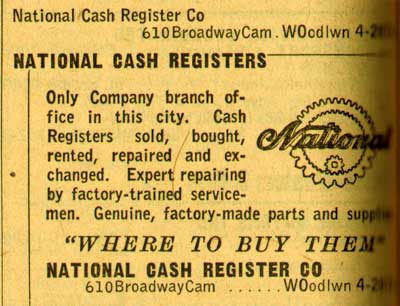 National Cash Register Co
610BroadwayCam. WOodlwn 4-2
NATIONAL CASH REGISTERS
Only Company branch of-
fice in this city. Cash
Registers sold, bought,
rented, repaired and ex-
changed. Expert repairing
by factory-trained service-
men. Genuine, factory-made parts and
National
"WHERE TO BUY THEM"
NATIONAL CASH REGISTER CO
610BroadwayCam ...... WOodlwn 4-2